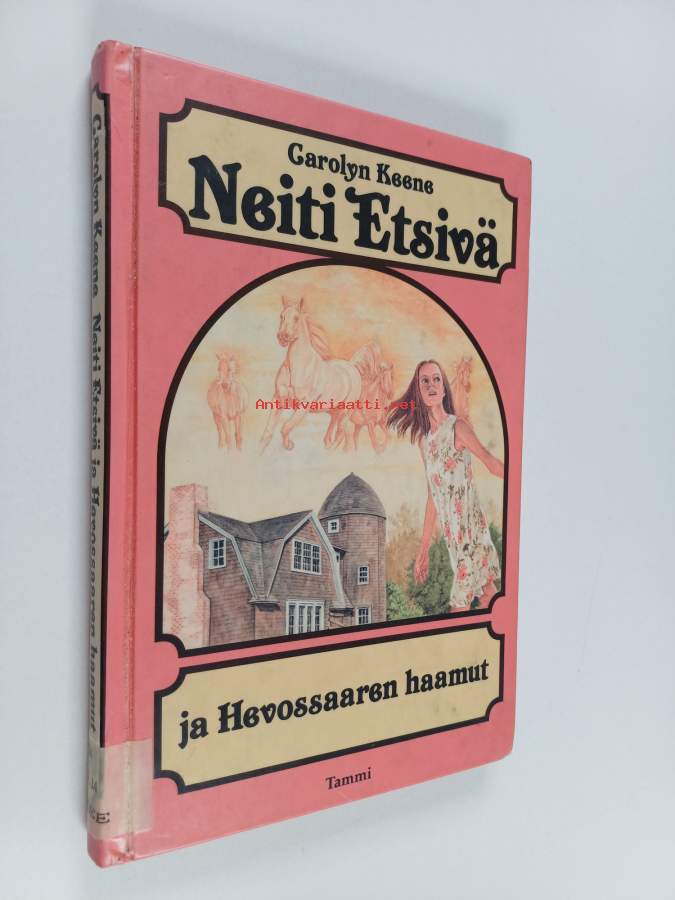 Carolyn Keene
Neiti Etsivä
Antikvariaatti.net
ja Hevossaaren haamut
Tammi
Carolyn Keene Neiti Etsivä ja Hevossaaren haamut